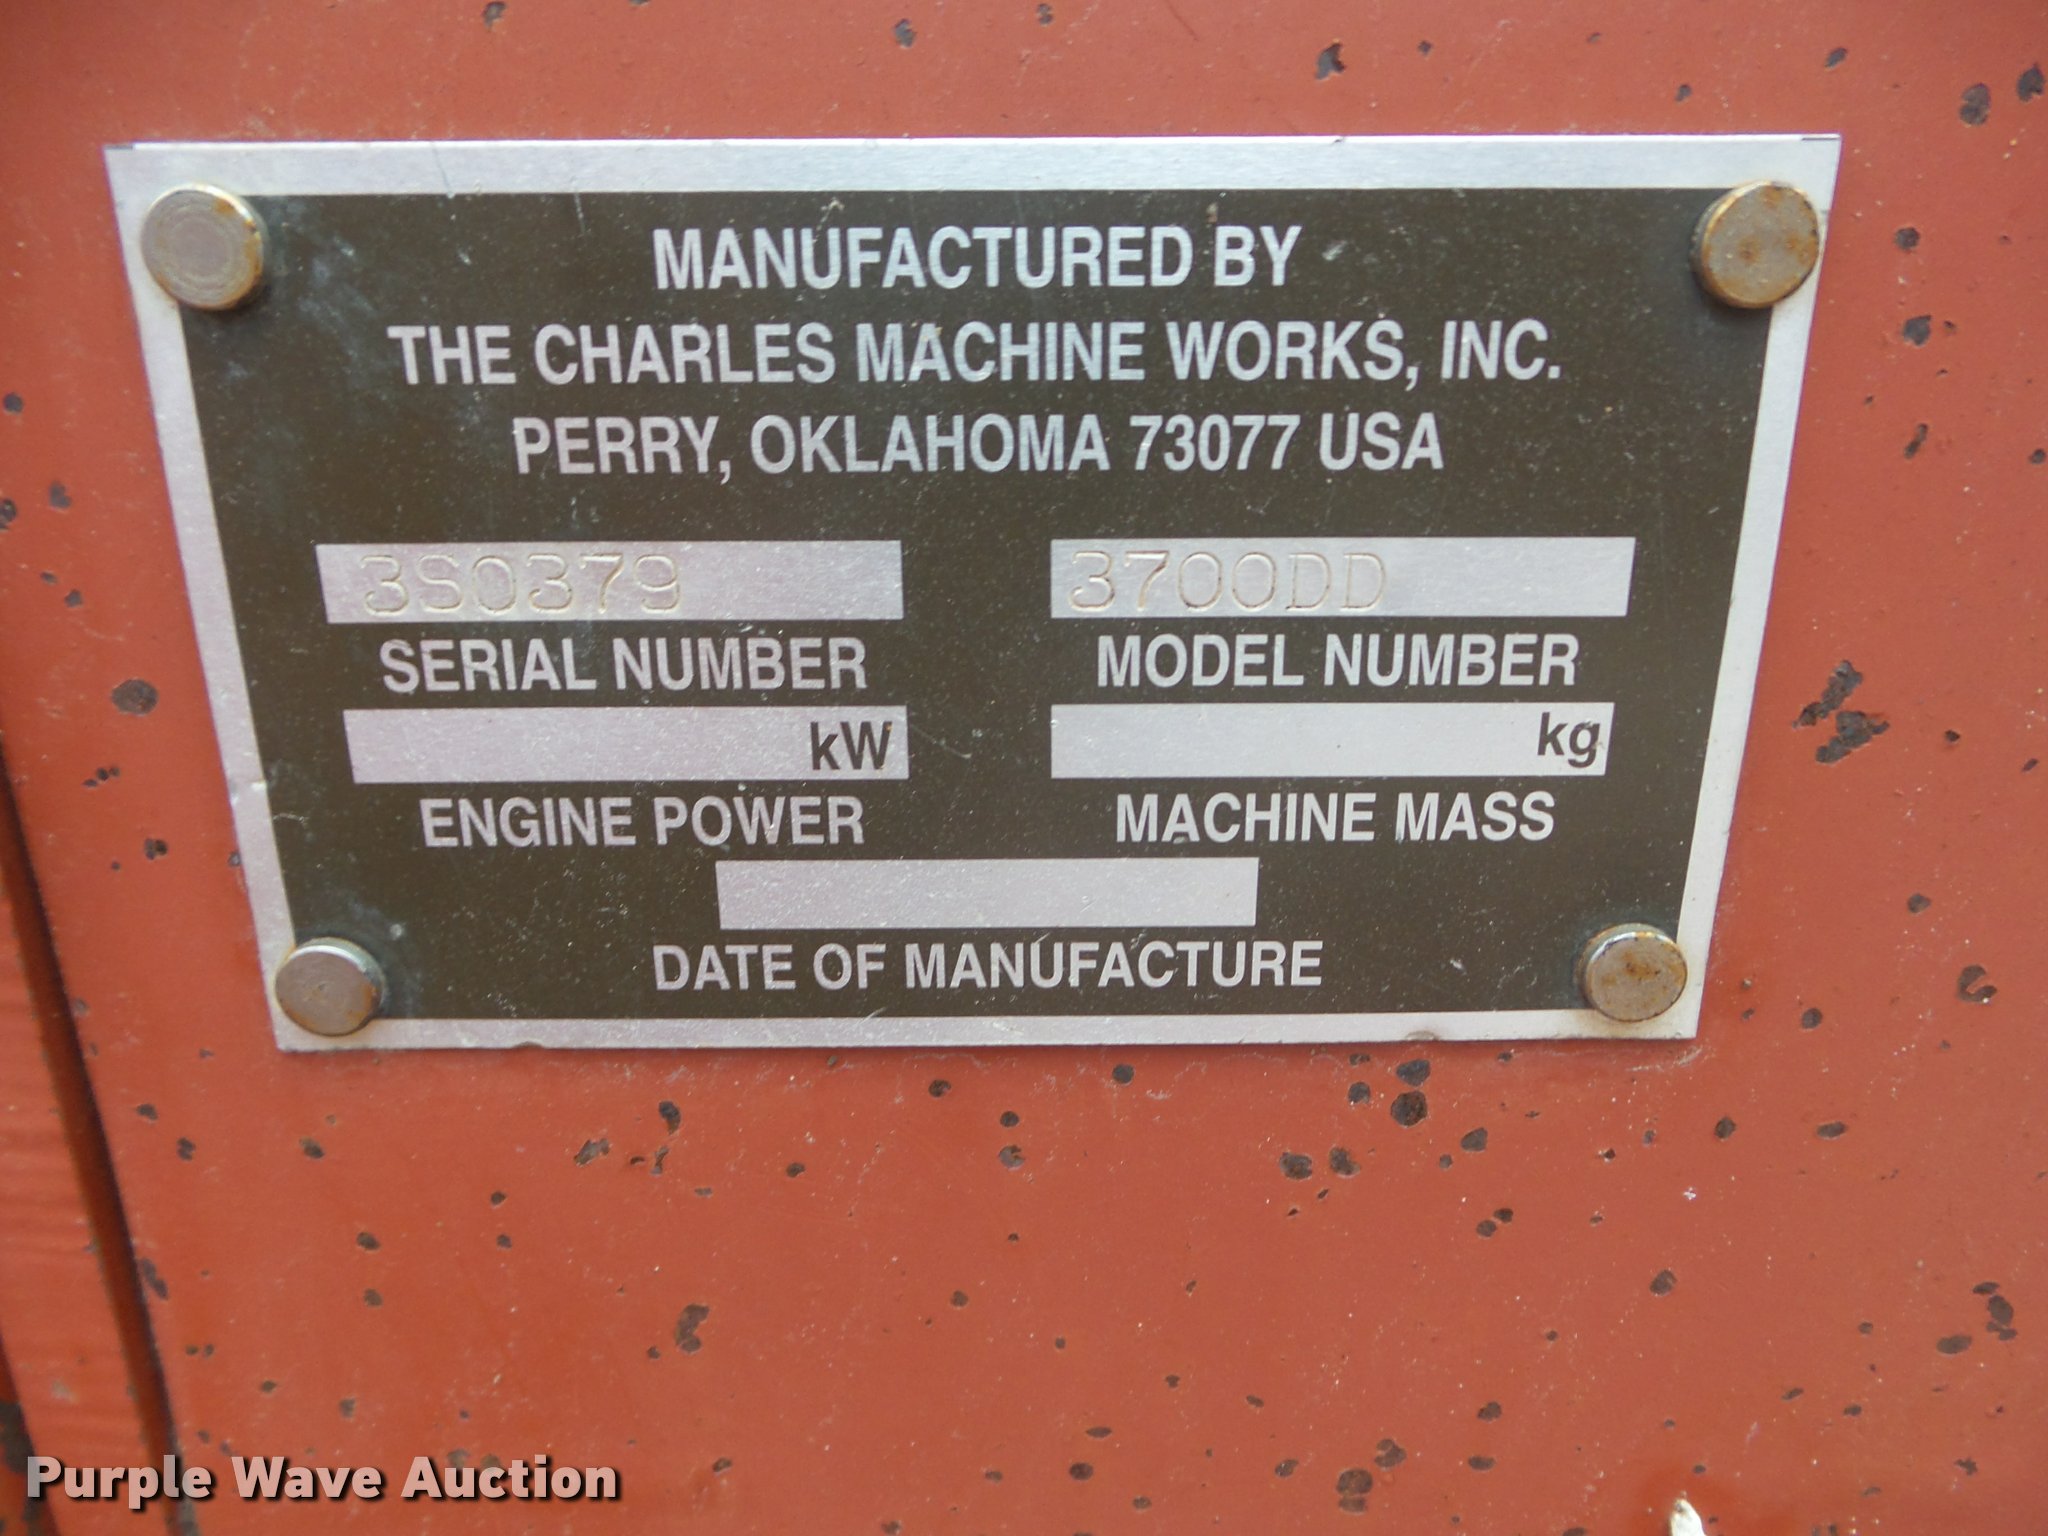 MANUFACTURED BY
THE CHARLES MACHINE WORKS, INC.
PERRY, OKLAHOMA 73077 USA
3S0379 3700DD
SERIAL NUMBER MODEL NUMBER
kW kg
ENGINE POWER MACHINE MASS
DATE OF MANUFACTURE
Purple Wave Auction